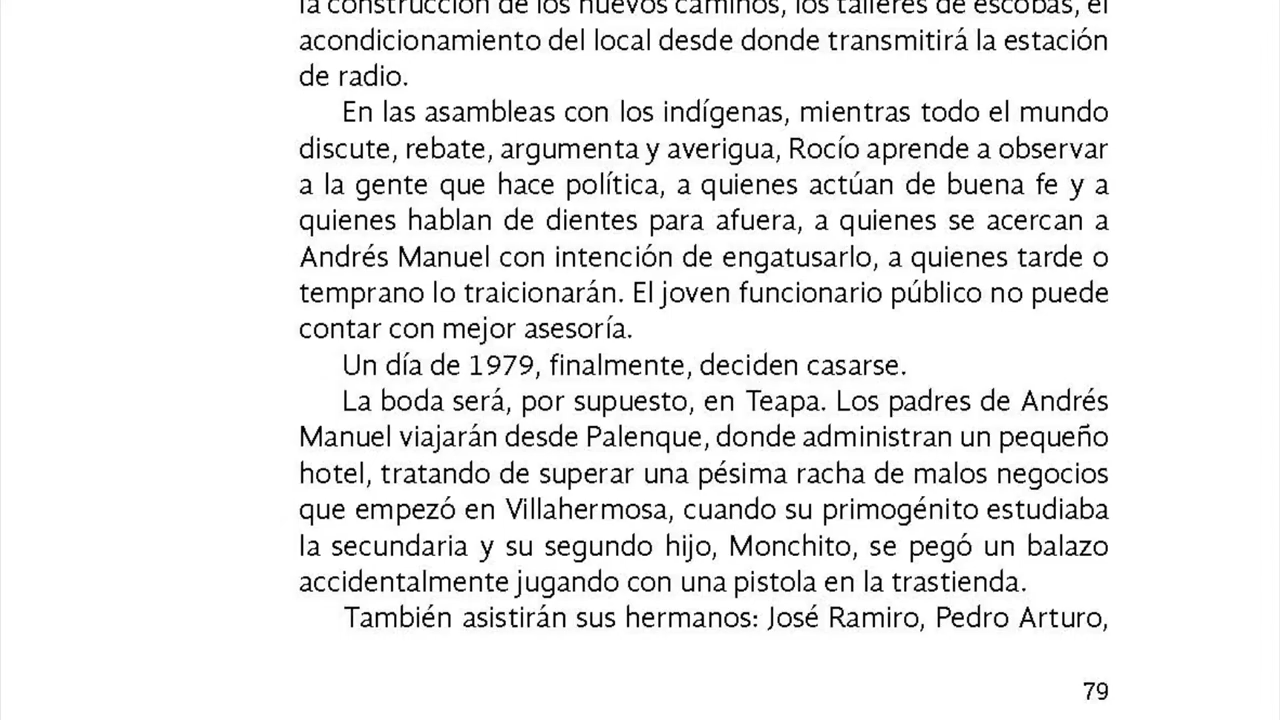 la construcción de los nuevos caminos, los talleres de escobas, el
acondicionamiento del local desde donde transmitirá la estación
de radio.
En las asambleas con los indígenas, mientras todo el mundo
discute, rebate, argumenta y averigua, Rocío aprende a observar
a la gente que hace política, a quienes actúan de buena fe y a
quienes hablan de dientes para afuera, a quienes se acercan a
Andrés Manuel con intención de engatusarlo, a quienes tarde o
temprano lo traicionarán. El joven funcionario público no puede
contar con mejor asesoría.
Un día de 1979, finalmente, deciden casarse.
La boda será, por supuesto, en Teapa. Los padres de Andrés
Manuel viajarán desde Palenque, donde administran un pequeño
hotel, tratando de superar una pésima racha de malos negocios
que empezó en Villahermosa, cuando su primogénito estudiaba
la secundaria y su segundo hijo, Monchito, se pegó un balazo
accidentalmente jugando con una pistola en la trastienda.
También asistirán sus hermanos: José Ramiro, Pedro Arturo,
79